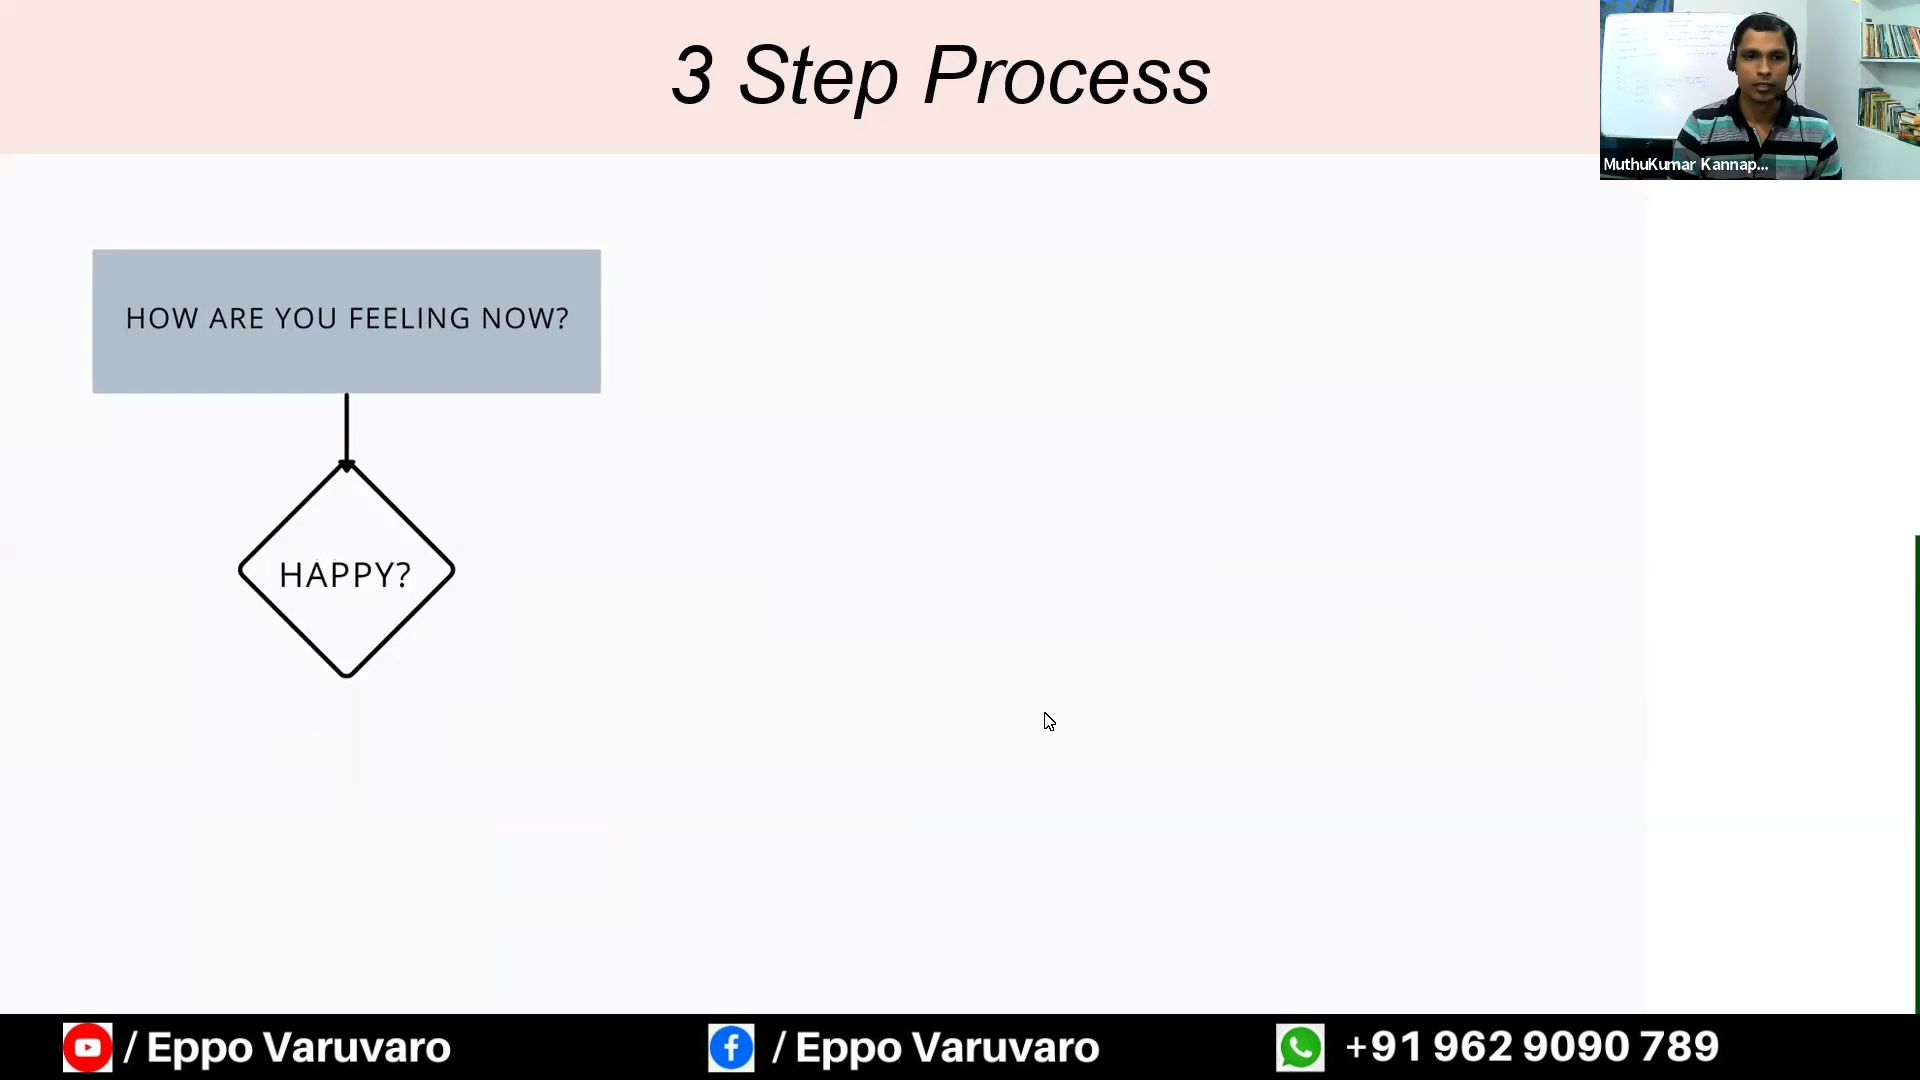 3 Step Process
MuthuKumar Kannap...
HOW ARE YOU FEELING NOW?
HAPPY?
/ Eppo Varuvaro
/ Eppo Varuvaro
+91 962 9090 789